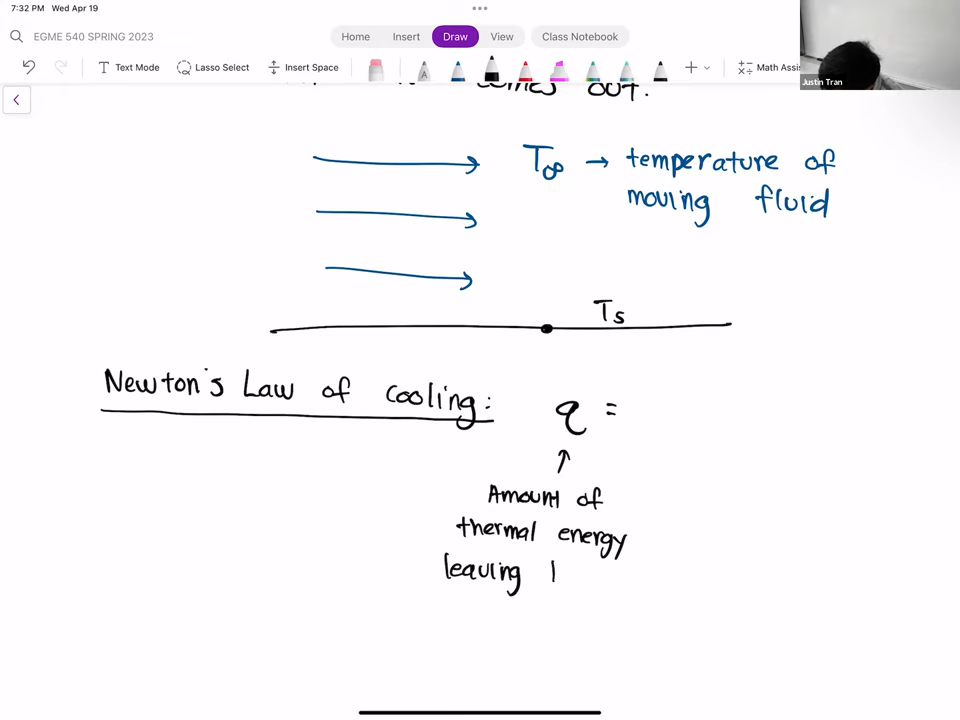 7:32 PM Wed Apr 19
EGME 540 SPRING 2023
Home Insert Draw View Class Notebook
Text Mode Lasso Select Insert Space Math Assis
Justin Tran
comes out.
T∞ → temperature of
moving fluid
Ts
Newton's Law of cooling: q =
↑
Amount of
thermal energy
leaving